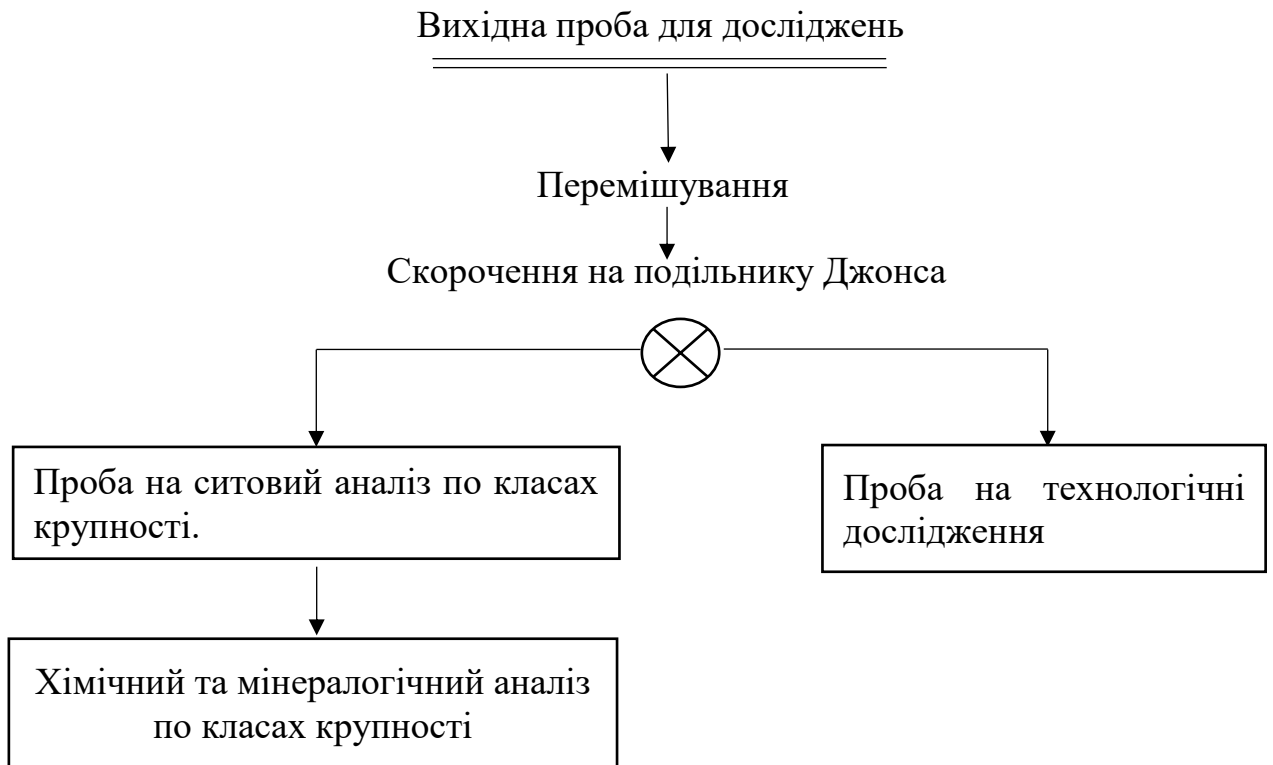 Вихідна проба для досліджень
Перемішування
Скорочення на подільнику Джонса
Проба на ситовий аналіз по класах
крупності.
Проба на технологічні
дослідження
Хімічний та мінералогічний аналіз
по класах крупності